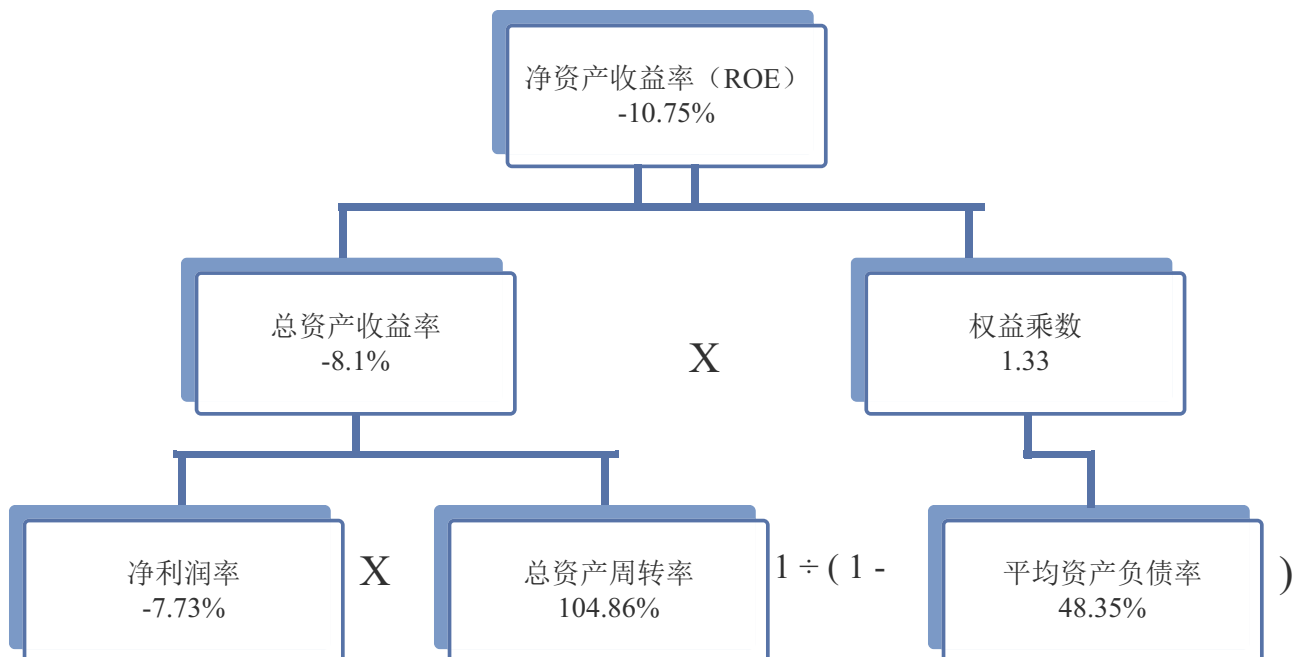 净资产收益率（ROE）
-10.75%
总资产收益率
-8.1%
X
权益乘数
1.33
净利润率
-7.73%
X
总资产周转率
104.86%
1 ÷ ( 1 -
平均资产负债率
48.35%
)